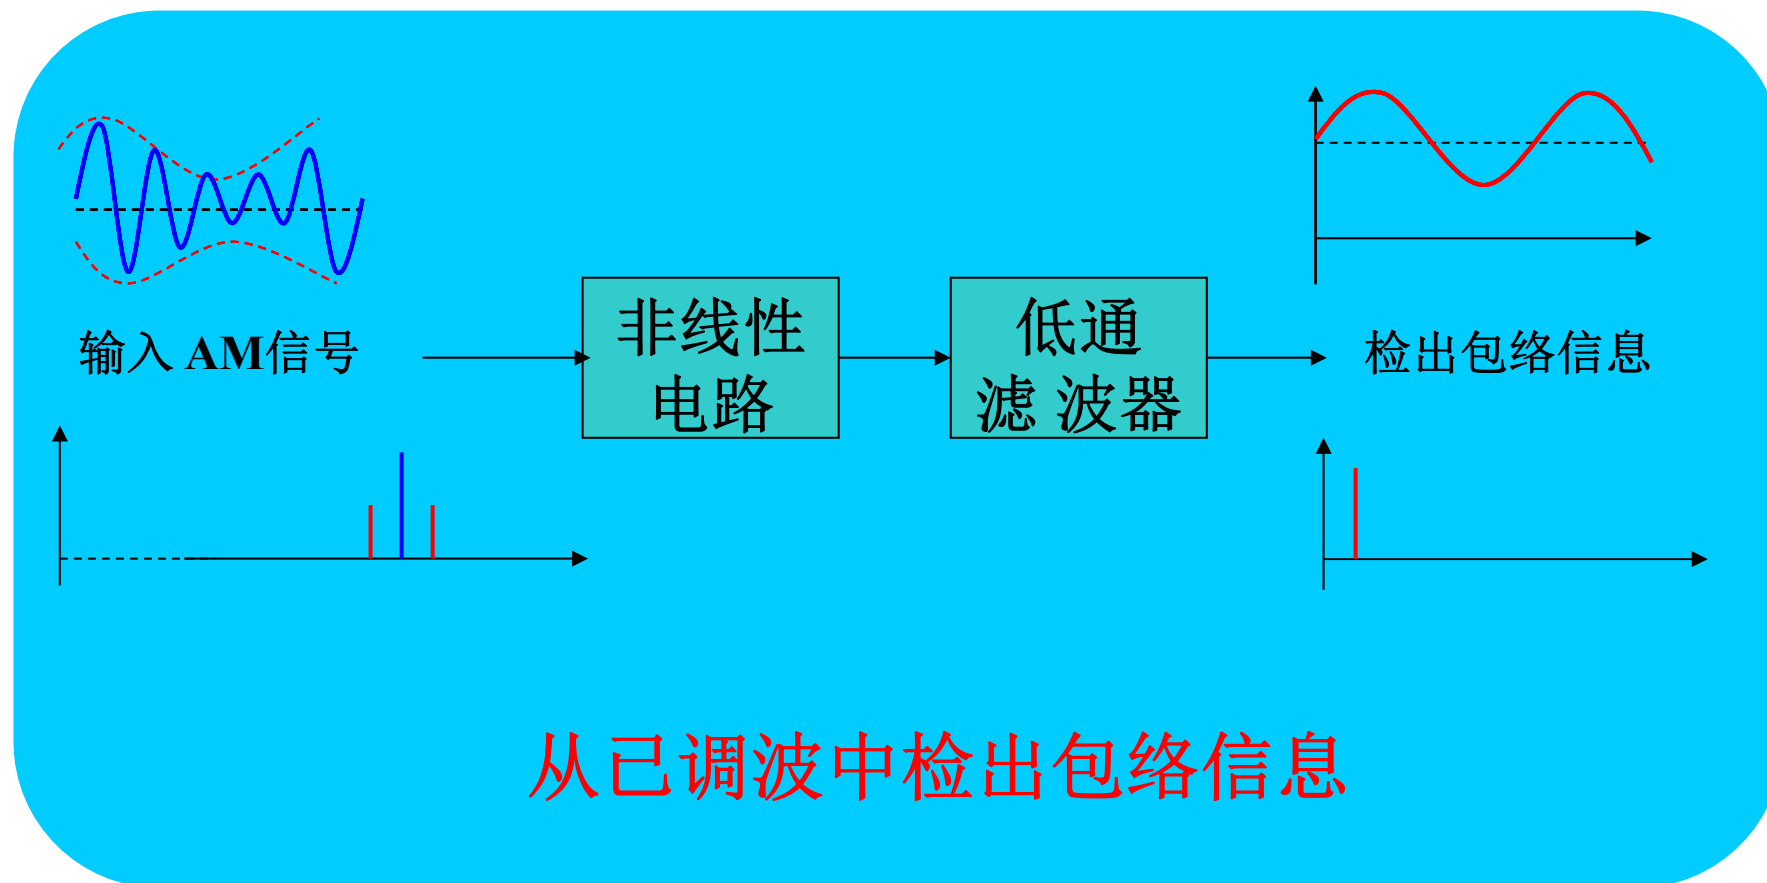 输入 AM信号
非线性
电路
低通
滤 波器
检出包络信息
从已调波中检出包络信息